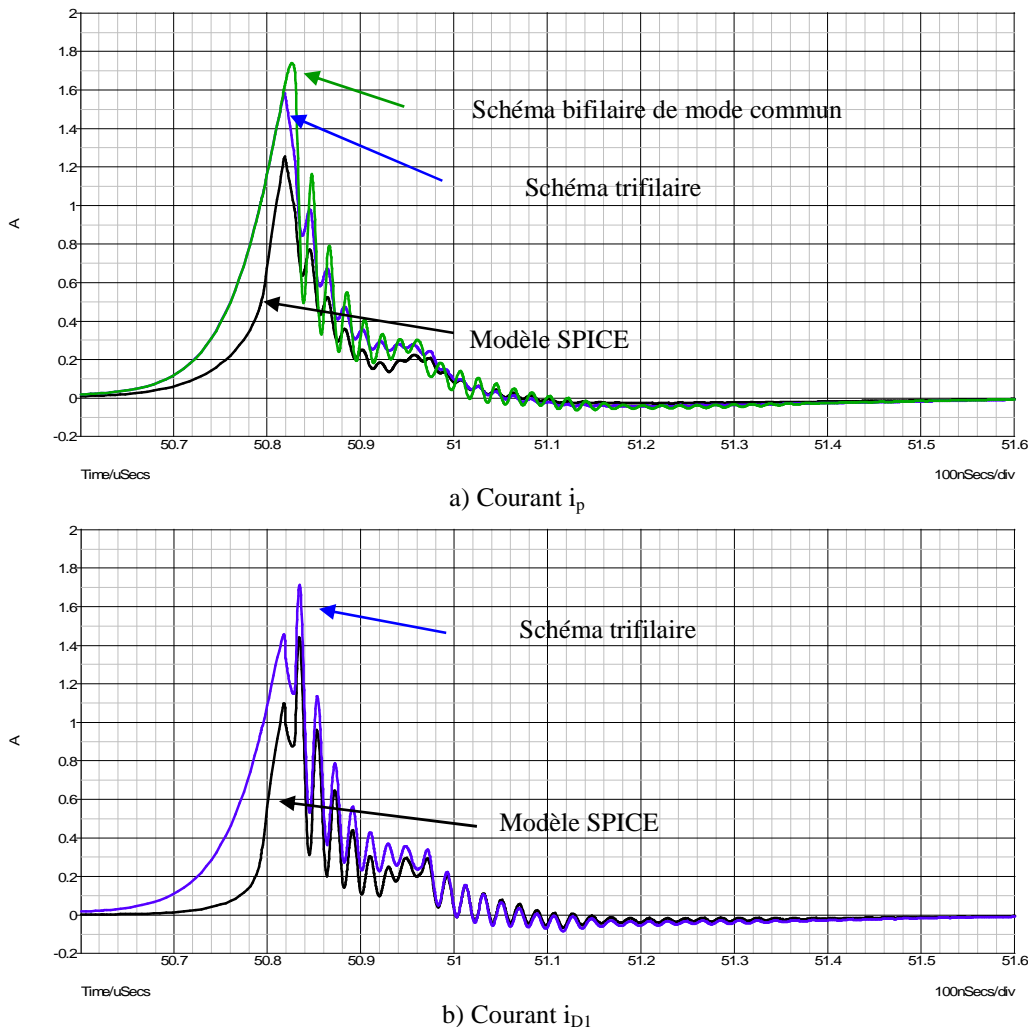 2
1.8
Schéma bifilaire de mode commun
1.6
1.4
1.2
Schéma trifilaire
1
A
0.8
0.6
0.4
Modèle SPICE
0.2
0
-0.2
50.7 50.8 50.9 51 51.1 51.2 51.3 51.4 51.5 51.6
Time/uSecs 100nSecs/div
a) Courant ip
2
1.8
1.6
Schéma trifilaire
1.4
1.2
1
A
0.8
0.6
Modèle SPICE
0.4
0.2
0
-0.2
50.7 50.8 50.9 51 51.1 51.2 51.3 51.4 51.5 51.6
Time/uSecs 100nSecs/div
b) Courant iD1